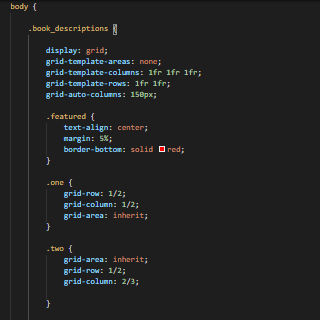 body {
.book_descriptions {
display: grid;
grid-template-areas: none;
grid-template-columns: 1fr 1fr 1fr;
grid-template-rows: 1fr 1fr;
grid-auto-columns: 150px;
.featured {
text-align: center;
margin: 5%;
border-bottom: solid red;
}
.one {
grid-row: 1/2;
grid-column: 1/2;
grid-area: inherit;
}
.two {
grid-area: inherit;
grid-row: 1/2;
grid-column: 2/3;
}